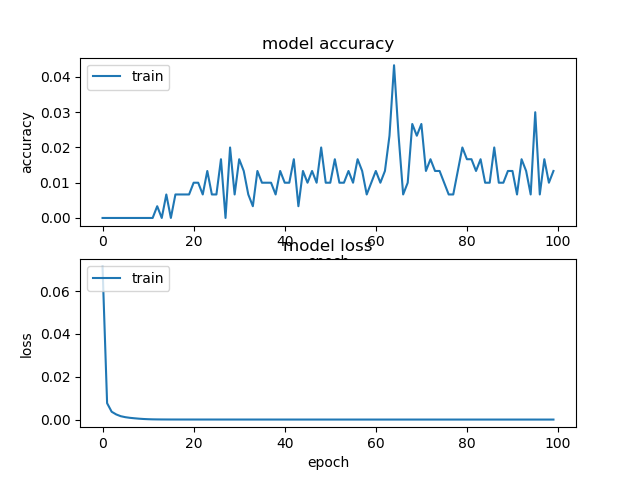 model accuracy
train
0.04
0.03
0.02
0.01
0.00
accuracy
0 20 40 60 80 100
epoch
model loss
train
0.06
0.04
0.02
0.00
loss
0 20 40 60 80 100
epoch